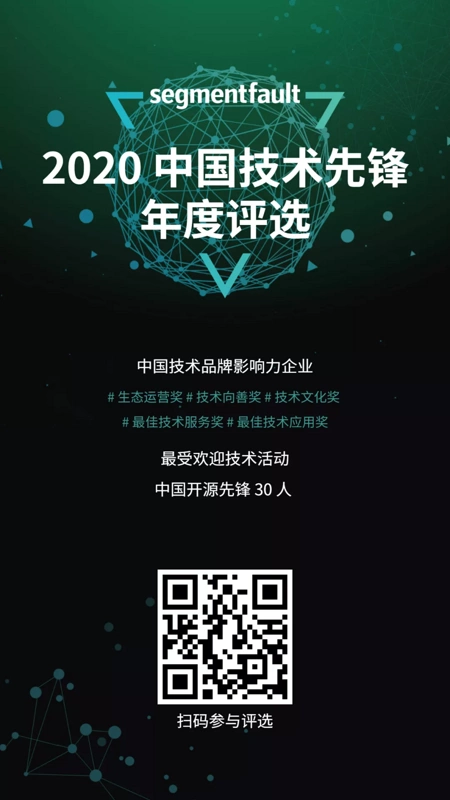 segmentfault
2020 中国技术先锋
年度评选
中国技术品牌影响力企业
# 生态运营奖 # 技术向善奖 # 技术文化奖
# 最佳技术服务奖 # 最佳技术应用奖
最受欢迎技术活动
中国开源先锋 30 人
扫码参与评选